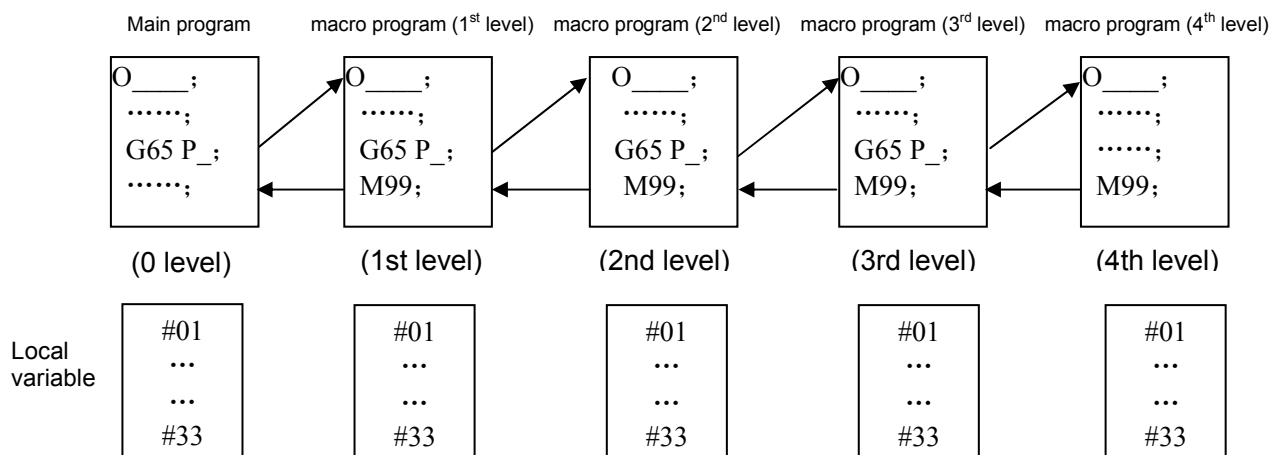 Main program
macro program (1st level)
macro program (2nd level)
macro program (3rd level)
macro program (4th level)
O____；
……；
G65 P_；
……；
O____；
……；
G65 P_；
M99；
O____；
……；
G65 P_；
M99；
O____；
……；
G65 P_；
M99；
O____；
……；
……；
M99；
(0 level)
(1st level)
(2nd level)
(3rd level)
(4th level)
Local
variable
#01
…
…
#33
#01
…
…
#33
#01
…
…
#33
#01
…
…
#33
#01
…
…
#33